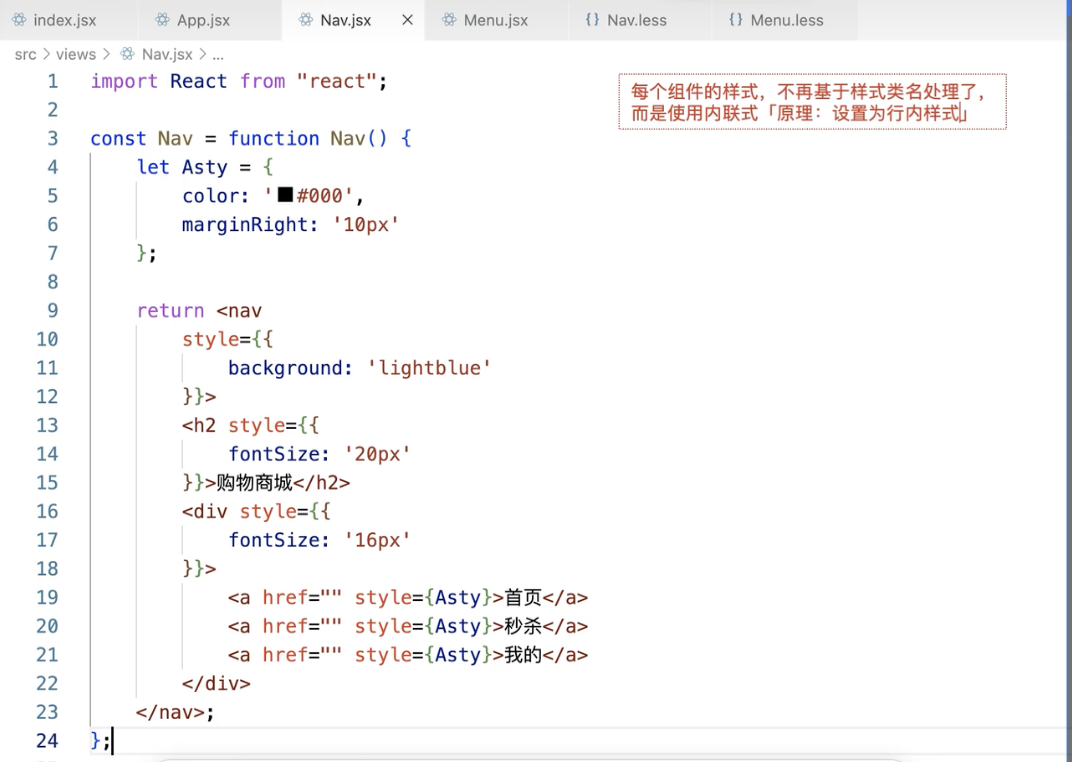 index.jsx App.jsx Nav.jsx Menu.jsx {} Nav.less {} Menu.less
src > views > Nav.jsx > ...
1 import React from "react";
每个组件的样式，不再基于样式类名处理了，
而是使用内联式「原理：设置为行内样式」
2
3 const Nav = function Nav() {
4     let Asty = {
5         color: '#000',
6         marginRight: '10px'
7     };
8
9     return <nav
10         style={{
11             background: 'lightblue'
12         }}>
13         <h2 style={{
14             fontSize: '20px'
15         }}>购物商城</h2>
16         <div style={{
17             fontSize: '16px'
18         }}>
19             <a href="" style={Asty}>首页</a>
20             <a href="" style={Asty}>秒杀</a>
21             <a href="" style={Asty}>我的</a>
22         </div>
23     </nav>;
24 };